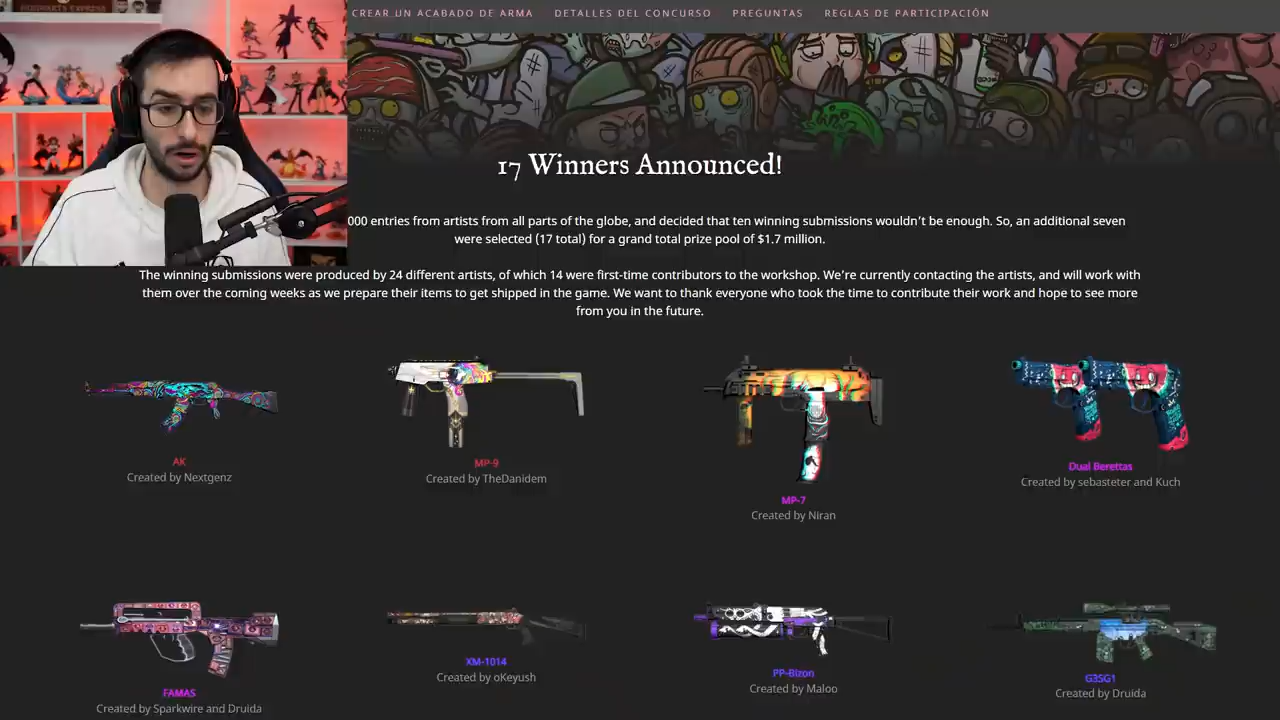 CREAR UN ACABADO DE ARMA DETALLES DEL CONCURSO PREGUNTAS REGLAS DE PARTICIPACIÓN
17 Winners Announced!
000 entries from artists from all parts of the globe, and decided that ten winning submissions wouldn't be enough. So, an additional seven
were selected (17 total) for a grand total prize pool of $1.7 million.
The winning submissions were produced by 24 different artists, of which 14 were first-time contributors to the workshop. We're currently contacting the artists, and will work with
them over the coming weeks as we prepare their items to get shipped in the game. We want to thank everyone who took the time to contribute their work and hope to see more
from you in the future.
AK
Created by Nextgenz
MP-9
Created by TheDanidem
MP-7
Created by Niran
Dual Berettas
Created by sebasteter and Kuch
FAMAS
Created by Sparkwire and Druida
XM-1014
Created by oKeyush
PP-Bizon
Created by Maloo
G3SG1
Created by Druida